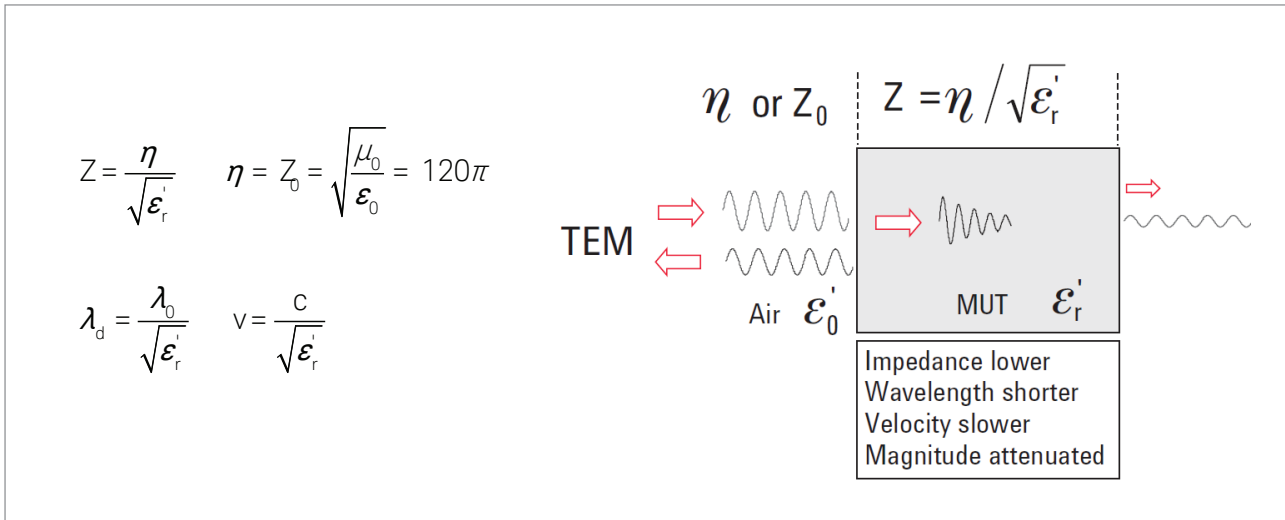 Z = η / √ε'r    η = Z0 = √(μ0 / ε0) = 120π
λd = λ0 / √ε'r    v = c / √ε'r
η or Z0    Z = η / √ε'r
TEM
Air ε'0    MUT ε'r
Impedance lower
Wavelength shorter
Velocity slower
Magnitude attenuated